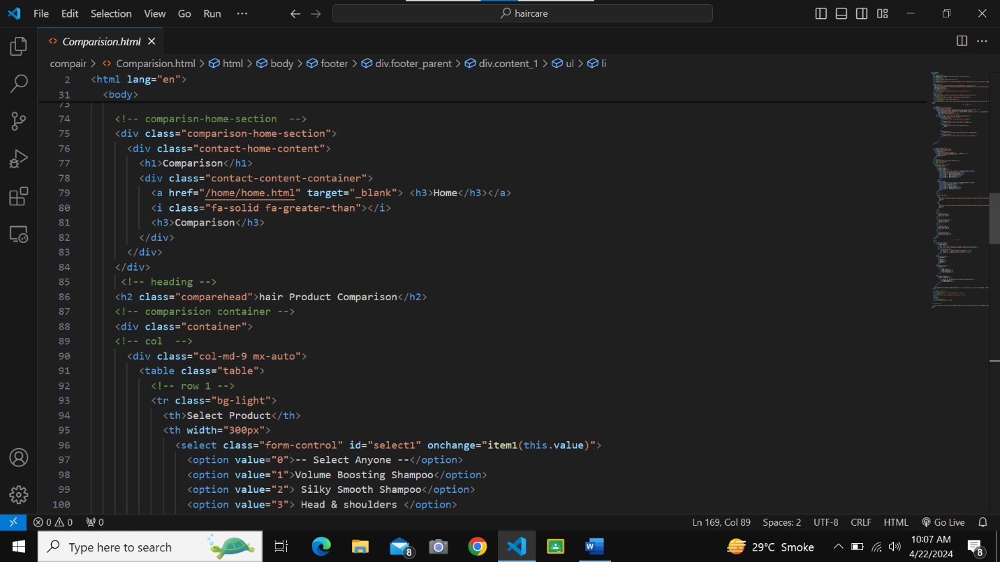 File Edit Selection View Go Run ··· haircare
Comparision.html
compair > Comparision.html > html > body > footer > div.footer_parent > div.content_1 > ul > li
2 <html lang="en">
31 <body>
73
74 <!-- comparisn-home-section  -->
75 <div class="comparison-home-section">
76 <div class="contact-home-content">
77 <h1>Comparison</h1>
78 <div class="contact-content-container">
79 <a href="/home/home.html" target="_blank"> <h3>Home</h3></a>
80 <i class="fa-solid fa-greater-than"></i>
81 <h3>Comparison</h3>
82 </div>
83 </div>
84 </div>
85 <!-- heading -->
86 <h2 class="comparehead">hair Product Comparison</h2>
87 <!-- comparision container -->
88 <div class="container">
89 <!-- col  -->
90 <div class="col-md-9 mx-auto">
91 <table class="table">
92 <!-- row 1 -->
93 <tr class="bg-light">
94 <th>Select Product</th>
95 <th width="300px">
96 <select class="form-control" id="select1" onchange="item1(this.value)">
97 <option value="0">-- Select Anyone --</option>
98 <option value="1">Volume Boosting Shampoo</option>
99 <option value="2"> Silky Smooth Shampoo</option>
100 <option value="3"> Head & shoulders </option>
0 0 0 Ln 169, Col 89 Spaces: 2 UTF-8 CRLF HTML Go Live
Type here to search 8 W 29°C Smoke 10:07 AM 8
4/22/2024